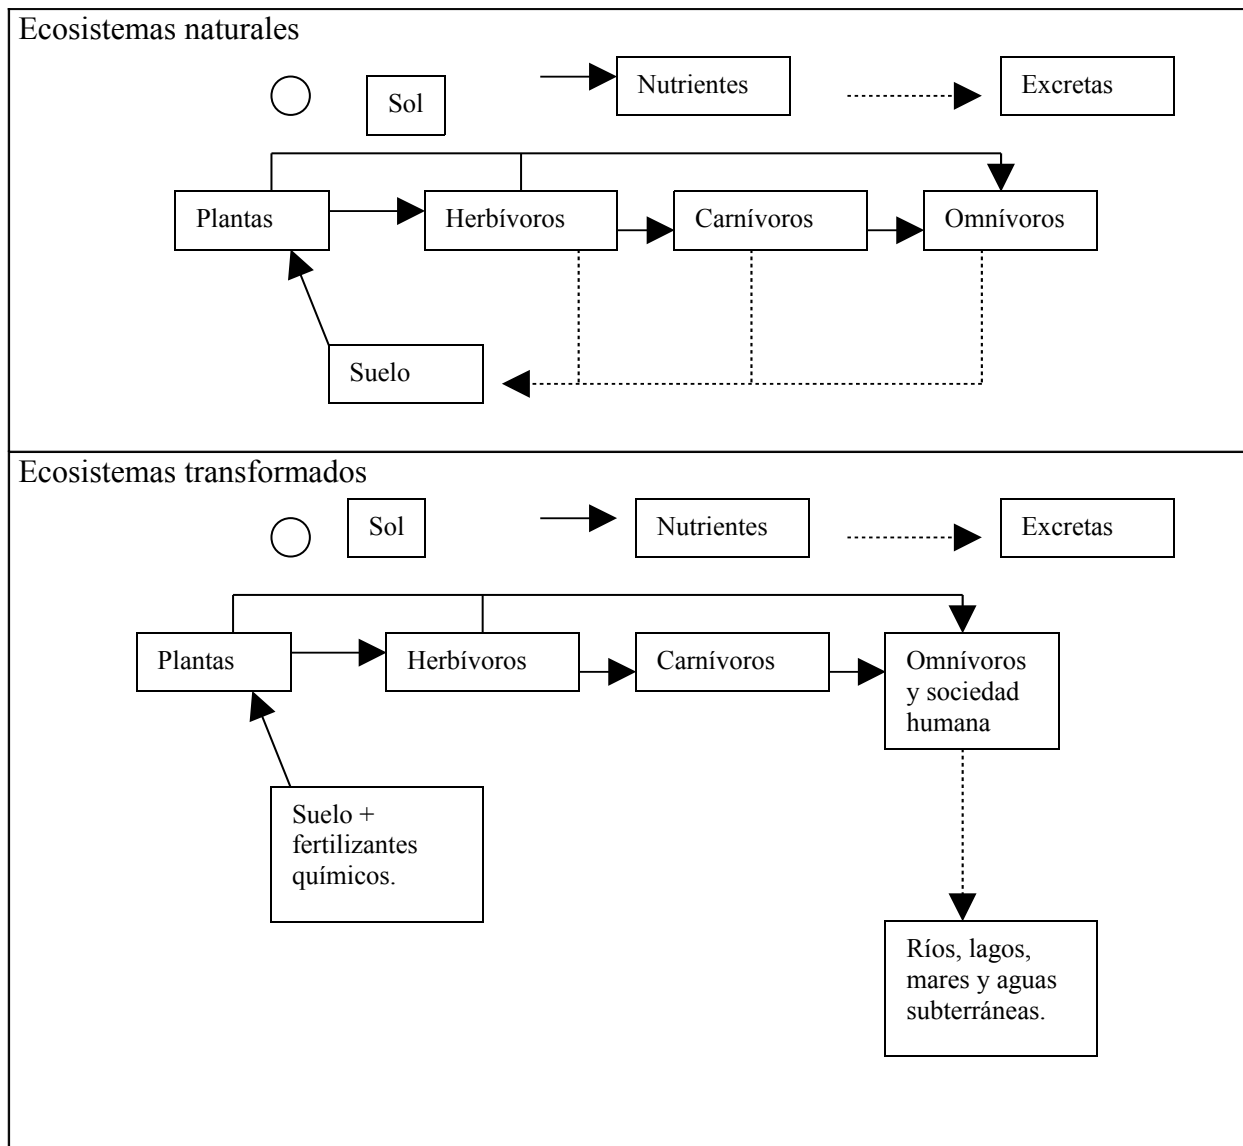 Ecosistemas naturales
Sol
Nutrientes
Excretas
Plantas
Herbívoros
Carnívoros
Omnívoros
Suelo
Ecosistemas transformados
Sol
Nutrientes
Excretas
Plantas
Herbívoros
Carnívoros
Omnívoros
y sociedad
humana
Suelo +
fertilizantes
químicos.
Ríos, lagos,
mares y aguas
subterráneas.